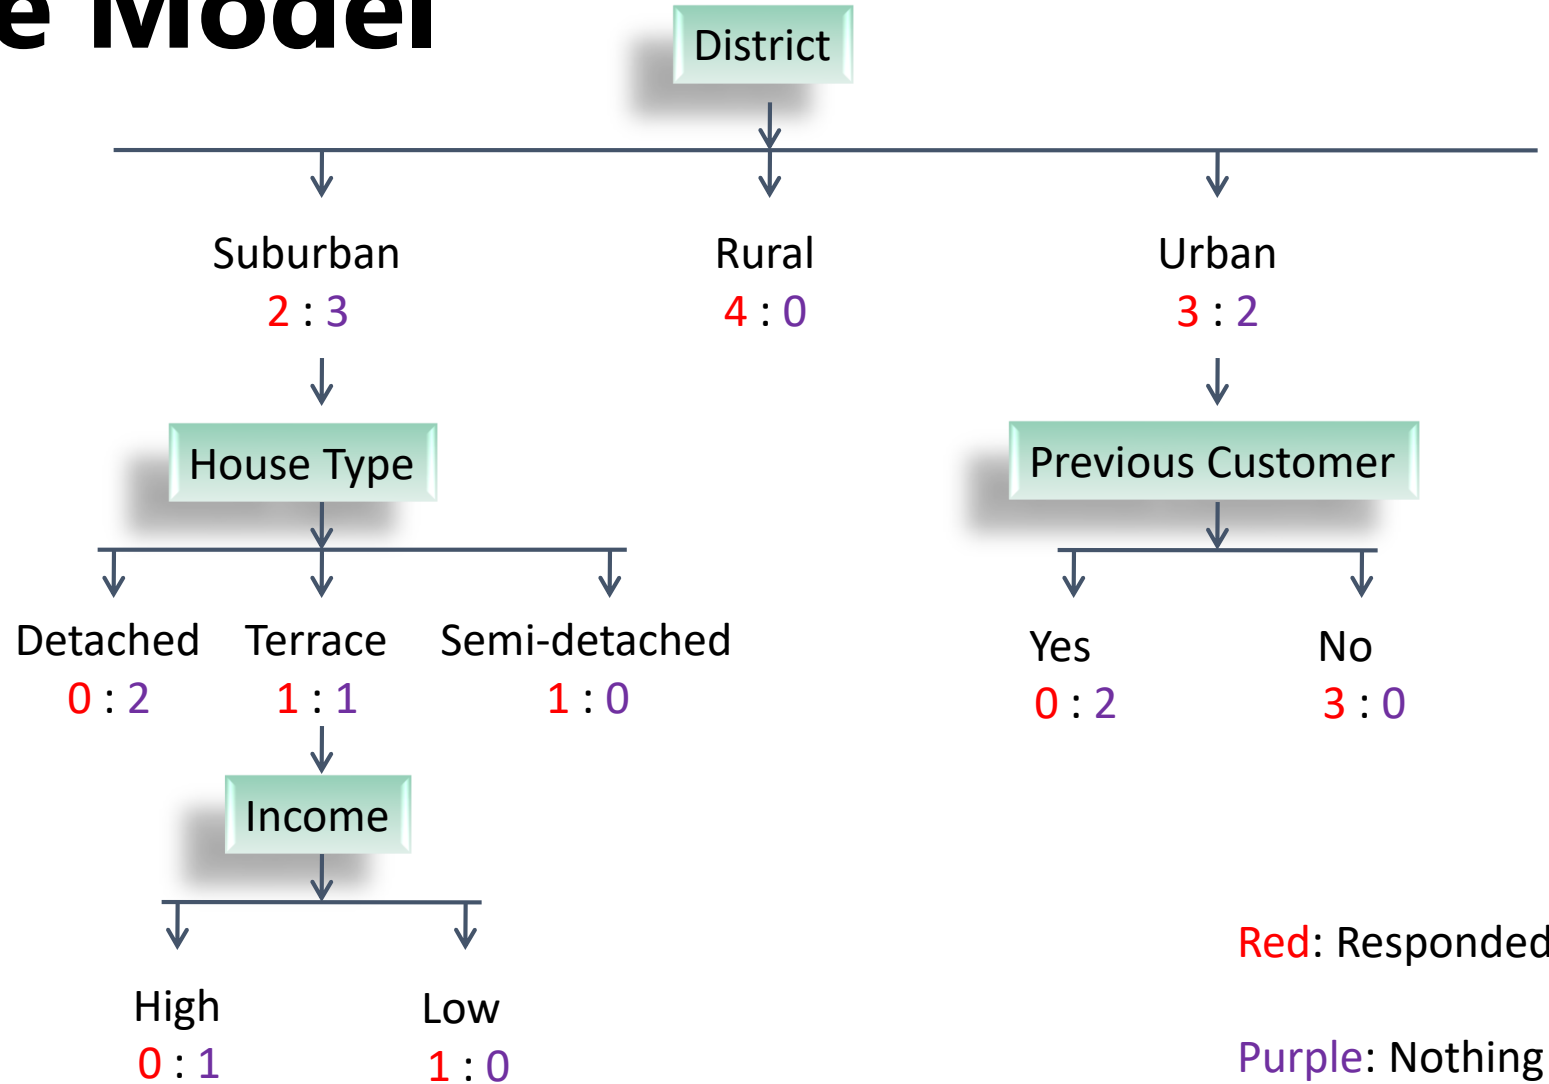 e Model
District
Suburban Rural Urban
2 : 3 4 : 0 3 : 2
House Type Previous Customer
Detached Terrace Semi-detached Yes No
0 : 2 1 : 1 1 : 0 0 : 2 3 : 0
Income
High Low
0 : 1 1 : 0
Red: Responded
Purple: Nothing